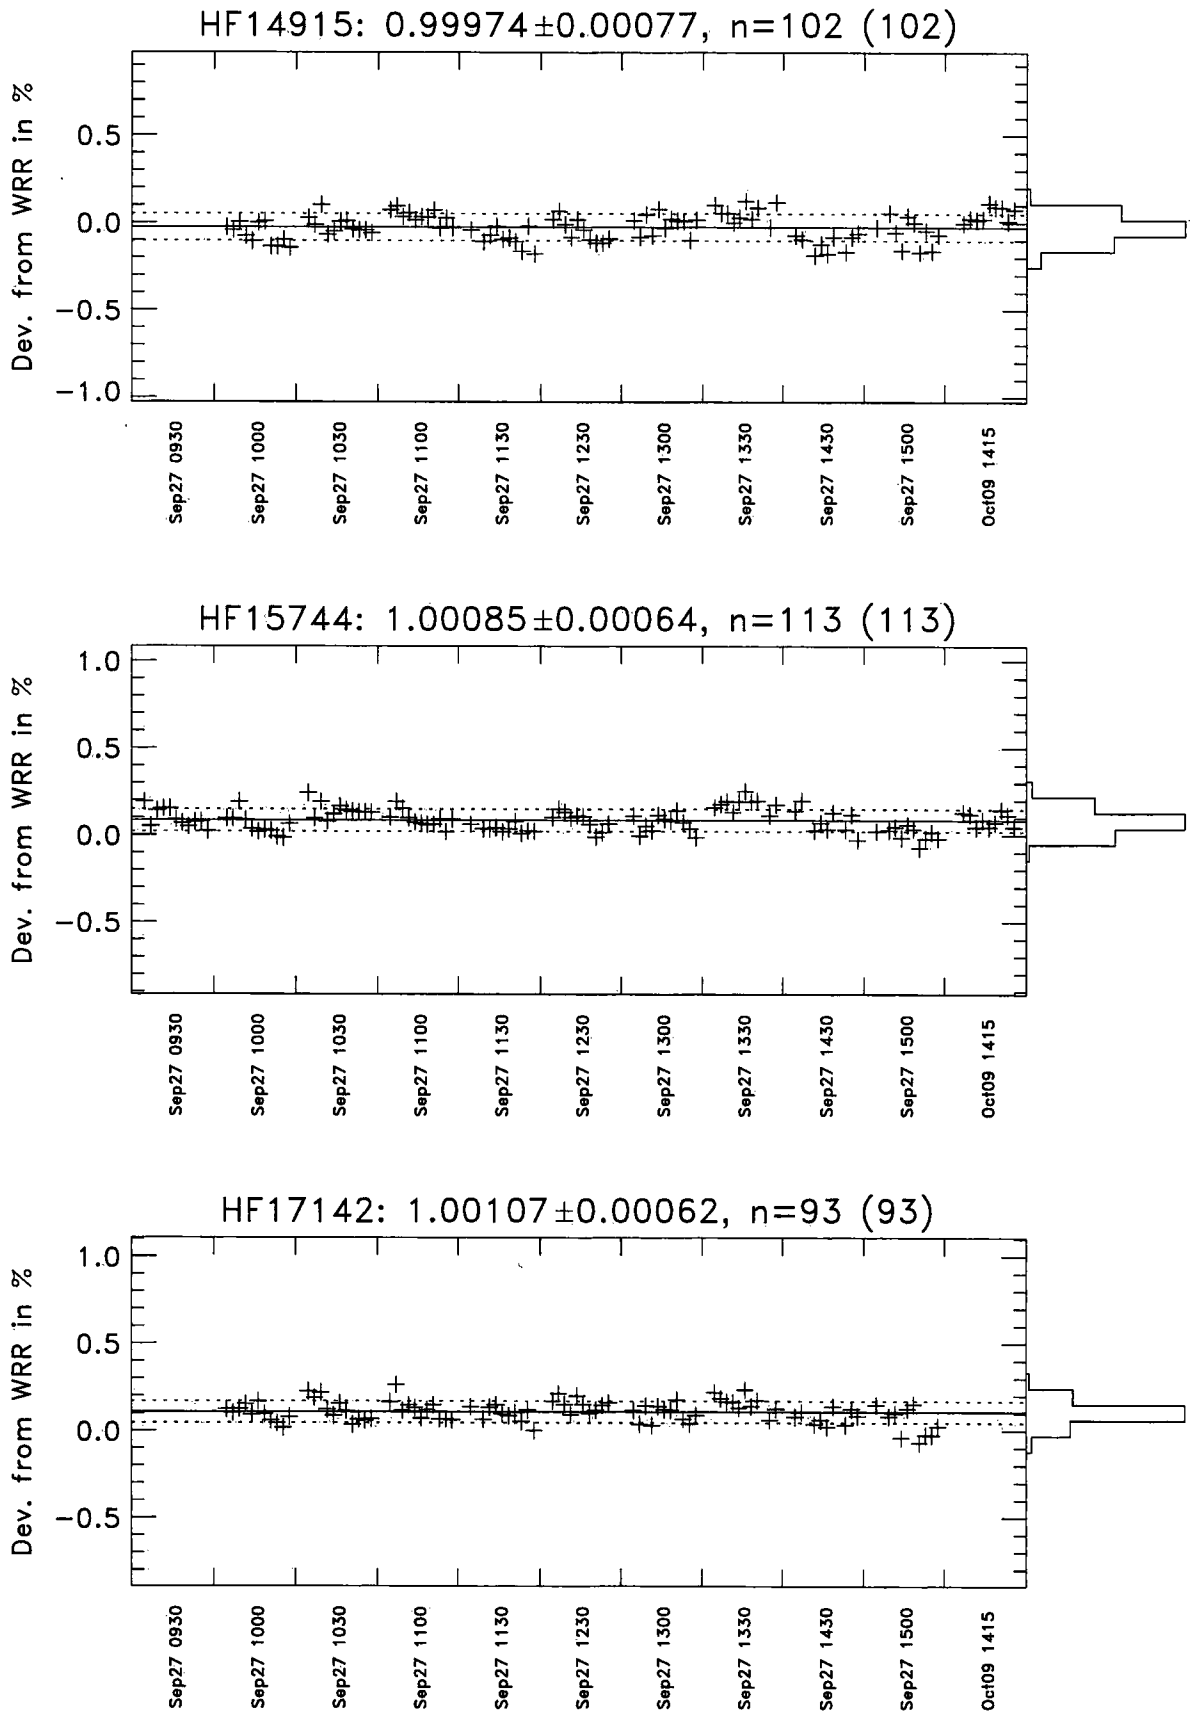 HF14915: 0.99974±0.00077, n=102 (102)
Dev. from WRR in %
0.5
0.0
−0.5
−1.0
Sep27 0930
Sep27 1000
Sep27 1030
Sep27 1100
Sep27 1130
Sep27 1230
Sep27 1300
Sep27 1330
Sep27 1430
Sep27 1500
Oct09 1415
HF15744: 1.00085±0.00064, n=113 (113)
Dev. from WRR in %
1.0
0.5
0.0
−0.5
Sep27 0930
Sep27 1000
Sep27 1030
Sep27 1100
Sep27 1130
Sep27 1230
Sep27 1300
Sep27 1330
Sep27 1430
Sep27 1500
Oct09 1415
HF17142: 1.00107±0.00062, n=93 (93)
Dev. from WRR in %
1.0
0.5
0.0
−0.5
Sep27 0930
Sep27 1000
Sep27 1030
Sep27 1100
Sep27 1130
Sep27 1230
Sep27 1300
Sep27 1330
Sep27 1430
Sep27 1500
Oct09 1415